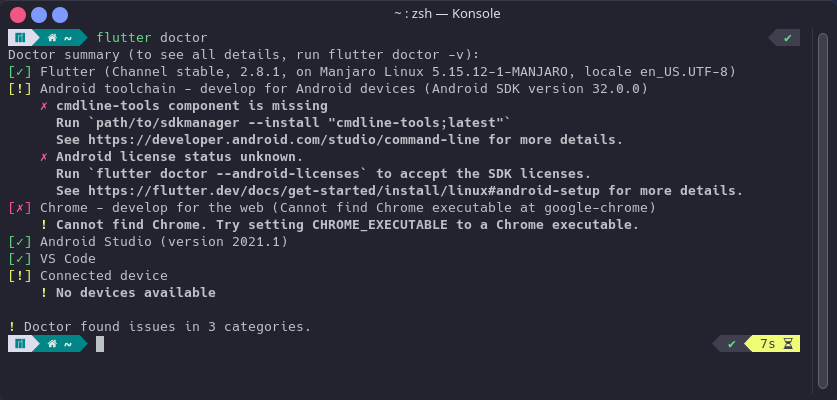 ~ : zsh — Konsole
~ flutter doctor ✔
Doctor summary (to see all details, run flutter doctor -v):
[✓] Flutter (Channel stable, 2.8.1, on Manjaro Linux 5.15.12-1-MANJARO, locale en_US.UTF-8)
[!] Android toolchain - develop for Android devices (Android SDK version 32.0.0)
✗ cmdline-tools component is missing
Run `path/to/sdkmanager --install "cmdline-tools;latest"`
See https://developer.android.com/studio/command-line for more details.
✗ Android license status unknown.
Run `flutter doctor --android-licenses` to accept the SDK licenses.
See https://flutter.dev/docs/get-started/install/linux#android-setup for more details.
[✗] Chrome - develop for the web (Cannot find Chrome executable at google-chrome)
! Cannot find Chrome. Try setting CHROME_EXECUTABLE to a Chrome executable.
[✓] Android Studio (version 2021.1)
[✓] VS Code
[!] Connected device
! No devices available
! Doctor found issues in 3 categories.
~ ✔ 7s